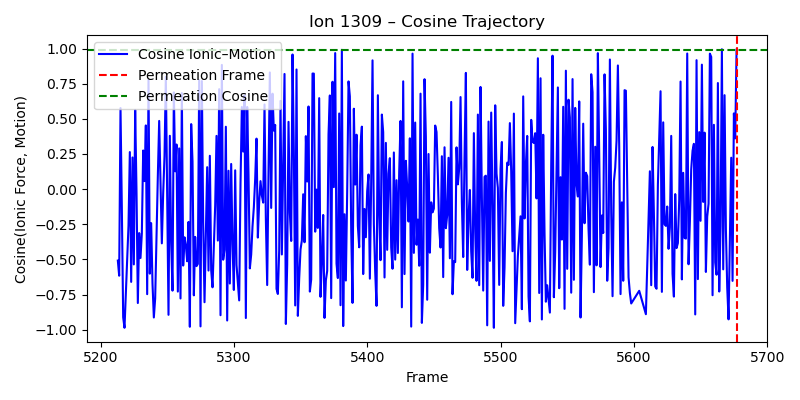 Ion 1309 – Cosine Trajectory
Cosine(Ionic Force, Motion)
1.00
0.75
0.50
0.25
0.00
−0.25
−0.50
−0.75
−1.00
Cosine Ionic–Motion
Permeation Frame
Permeation Cosine
5200
5300
5400
5500
5600
5700
Frame